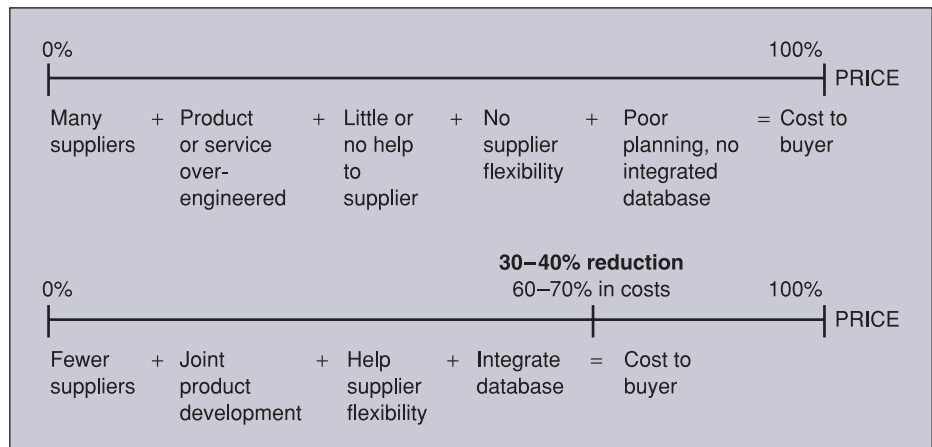 0% 100%
PRICE
Many + Product + Little or + No + Poor = Cost to
suppliers or service no help supplier planning, no buyer
over- to flexibility integrated
engineered supplier database
30–40% reduction
0% 60–70% in costs 100%
PRICE
Fewer + Joint + Help + Integrate = Cost to
suppliers product supplier database buyer
development flexibility